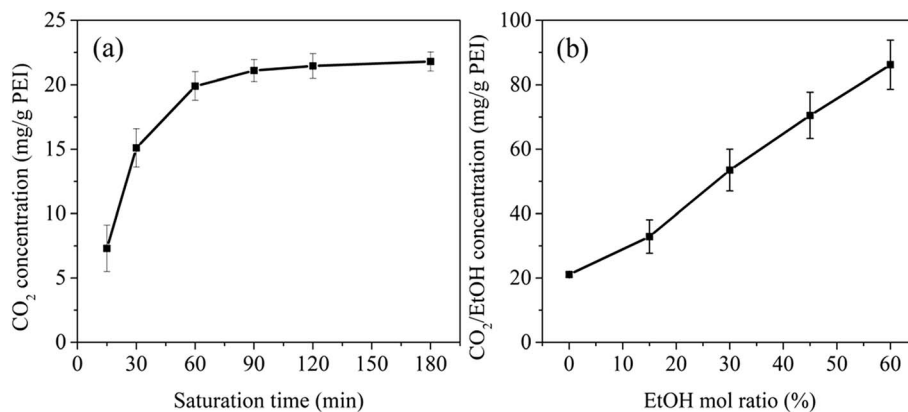 (a)
CO₂ concentration (mg/g PEI)
25
20
15
10
5
0
0 30 60 90 120 150 180
Saturation time (min)
(b)
CO₂/EtOH concentration (mg/g PEI)
100
80
60
40
20
0
0 10 20 30 40 50 60
EtOH mol ratio (%)